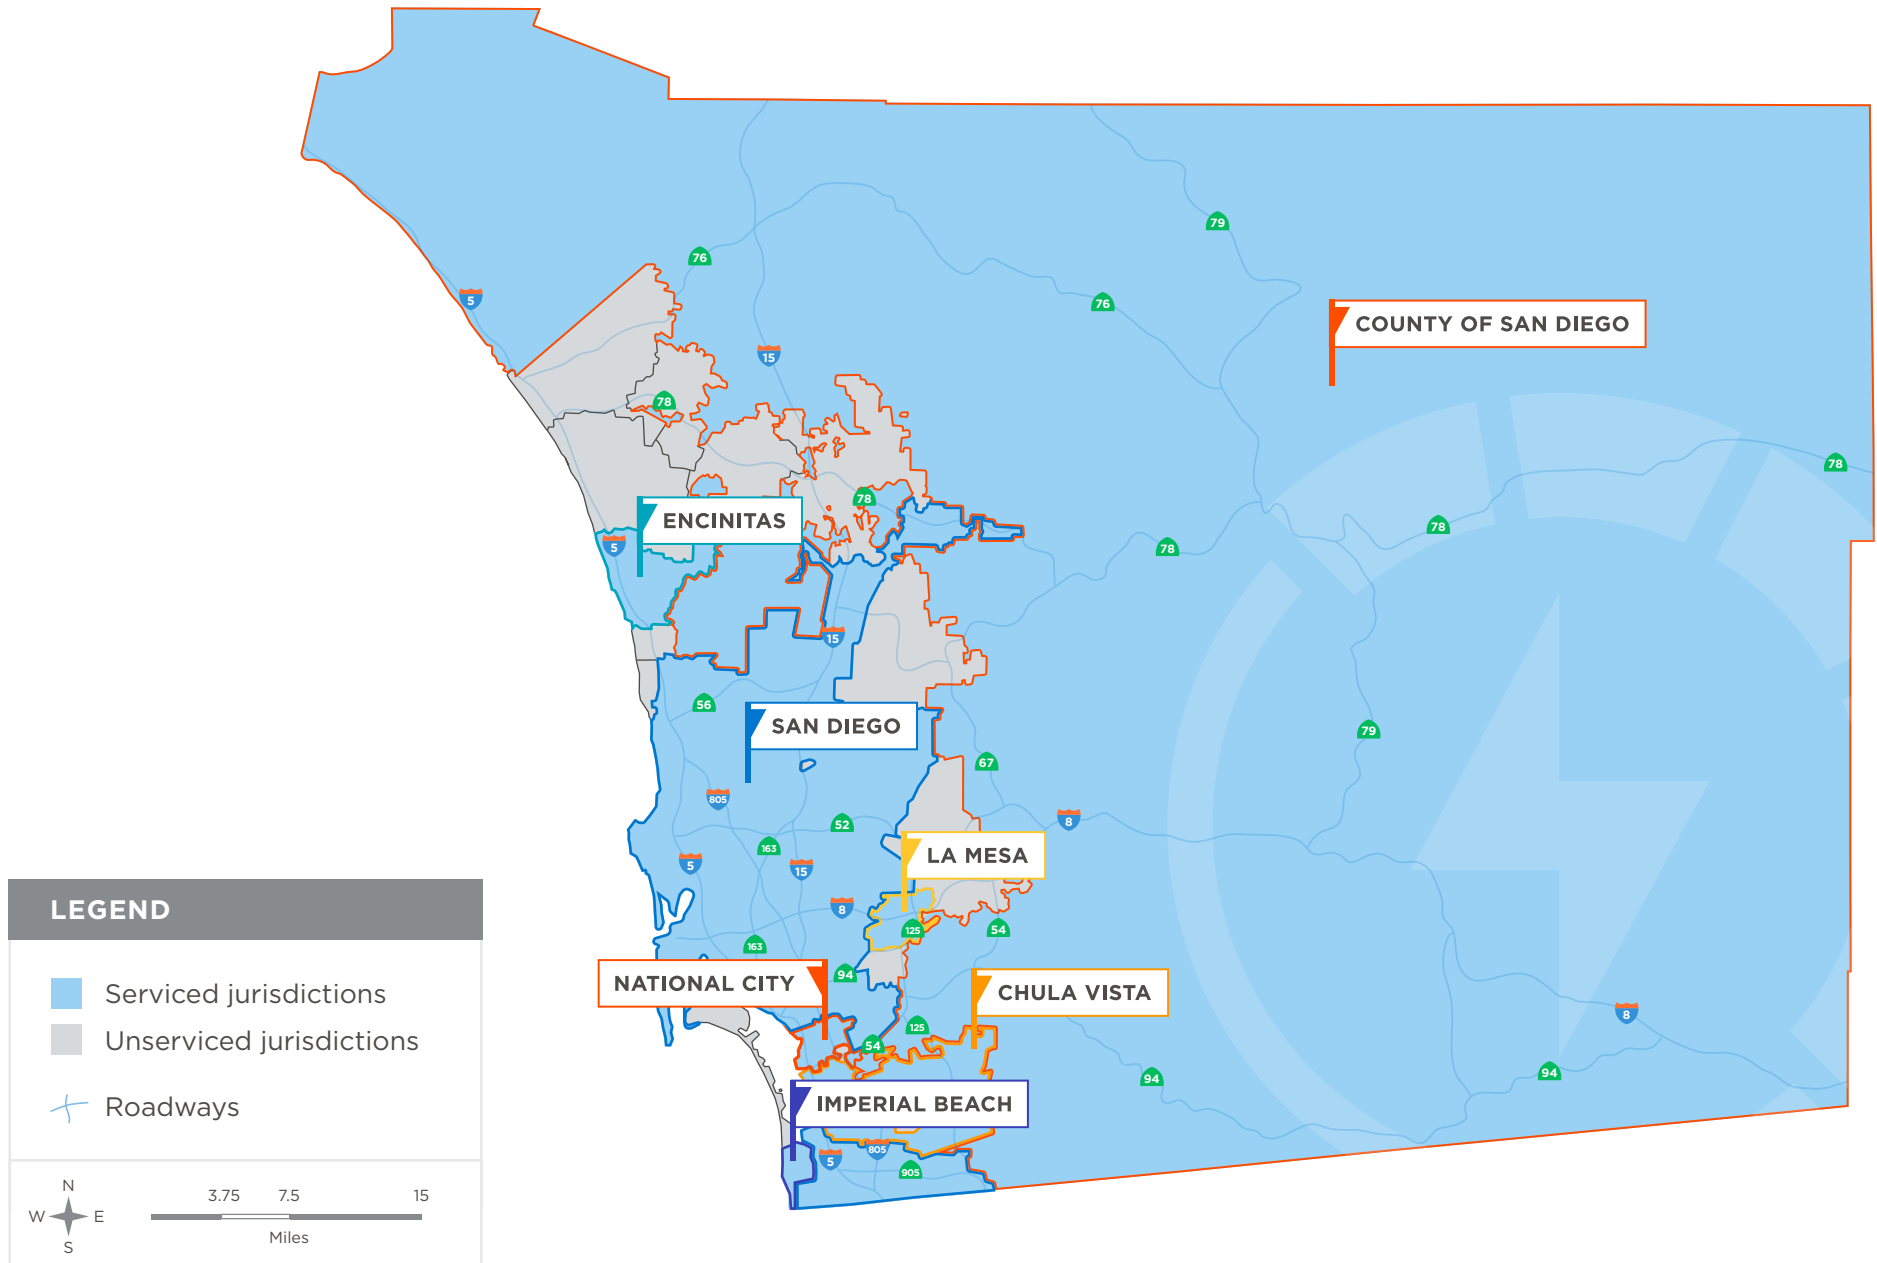 79
76
5
76
COUNTY OF SAN DIEGO
15
78
78
78
ENCINITAS
78
5
78
15
56
SAN DIEGO
79
67
805
8
52
163
LA MESA
5
15
8
LEGEND
125
54
163
94
NATIONAL CITY
CHULA VISTA
Serviced jurisdictions
8
125
Unserviced jurisdictions
54
94
94
Roadways
IMPERIAL BEACH
805
5
905
N
W E
S
3.75 7.5 15
Miles